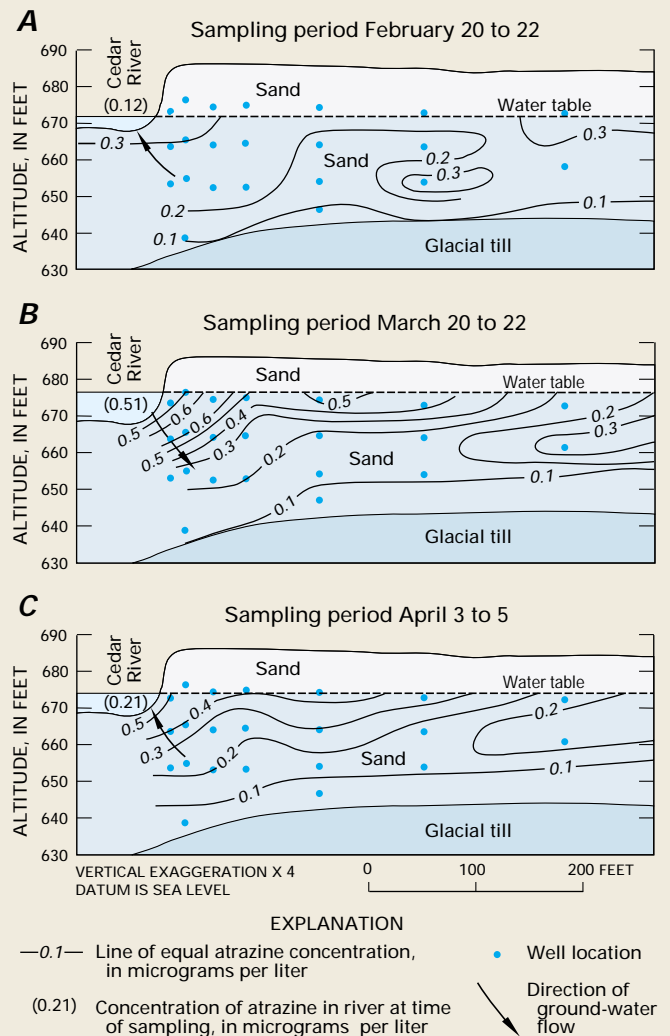 A
Sampling period February 20 to 22
690
680
670
660
650
640
630
ALTITUDE, IN FEET
Cedar
River
(0.12)
Sand
Water table
0.3
0.2
0.1
Sand
0.2
0.3
0.3
0.1
Glacial till
B
Sampling period March 20 to 22
690
680
670
660
650
640
630
ALTITUDE, IN FEET
Cedar
River
(0.51)
Sand
Water table
0.5
0.6
0.6
0.5
0.4
0.3
0.5
0.2
0.1
Sand
0.2
0.3
0.1
Glacial till
C
Sampling period April 3 to 5
690
680
670
660
650
640
630
ALTITUDE, IN FEET
Cedar
River
(0.21)
Sand
Water table
0.5
0.4
0.3
0.2
0.1
Sand
0.2
0.1
Glacial till
VERTICAL EXAGGERATION X 4
DATUM IS SEA LEVEL
0 100 200 FEET
EXPLANATION
0.1 Line of equal atrazine concentration,
in micrograms per liter
(0.21) Concentration of atrazine in river at time
of sampling, in micrograms per liter
Well location
Direction of
ground-water
flow